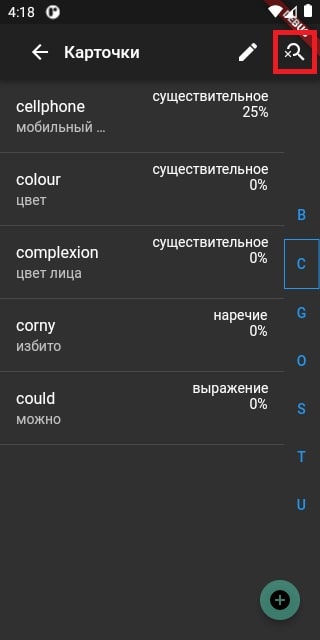 4:18
DEBUG
Карточки
cellphone
существительное
25%
мобильный ...
colour
существительное
0%
цвет
complexion
существительное
0%
цвет лица
corny
наречие
0%
избито
could
выражение
0%
можно
B
C
G
O
S
T
U